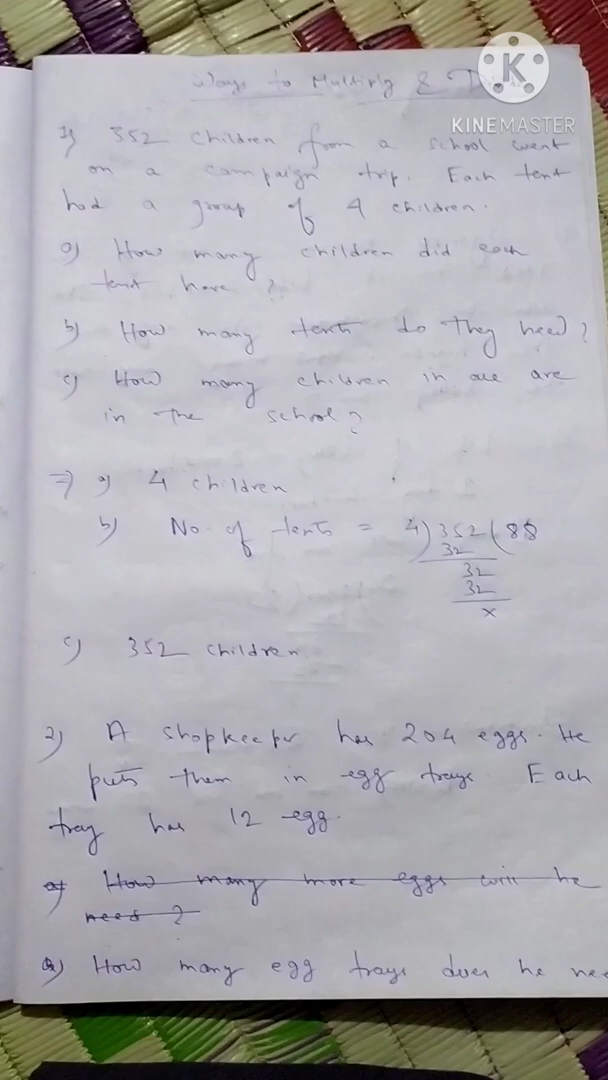 Ways to Multiply & D
K
KINEMASTER
1) 352 children from a school went
on a campaign trip. Each tent
had a group of 4 children.
a) How many children did each
tent have ?
b) How many tents do They need?
c) How many children in all are
in The school?
=> a) 4 children
b) No. of tents = 4) 352 ( 88
32
32
32
x
c) 352 children
2) A shopkeeper has 204 eggs. He
puts them in egg trays. Each
tray has 12 egg.
a) How many more eggs will he
need ?
a) How many egg trays does he nee